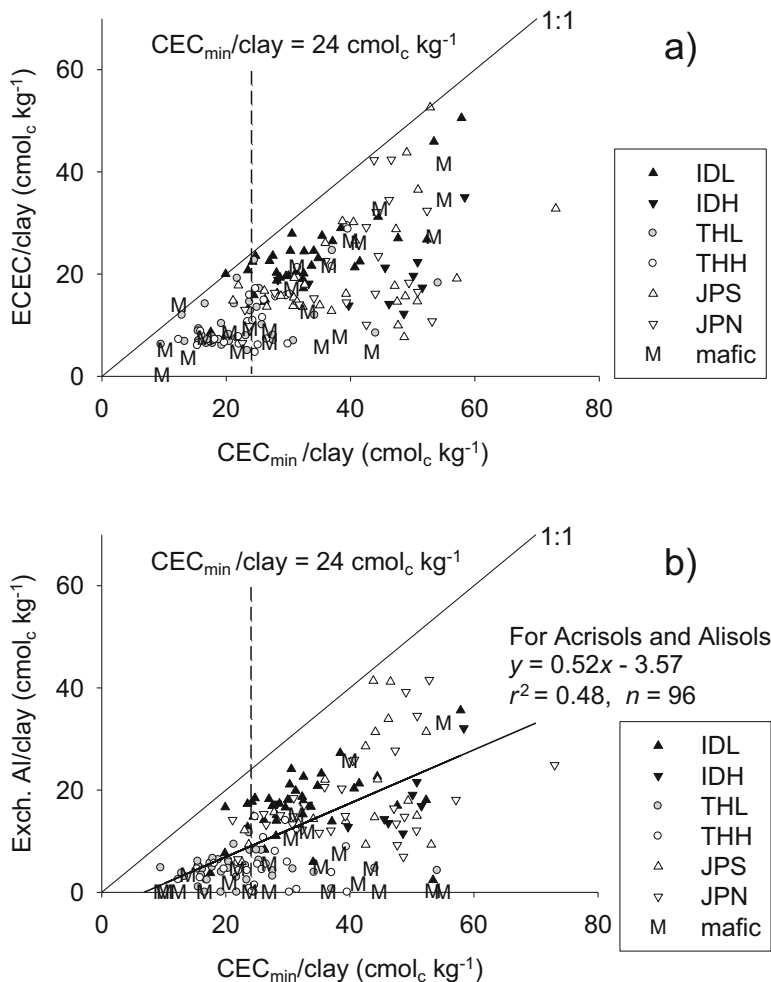 1:1
a)
CECmin/clay = 24 cmolc kg-1
60
40
20
0
ECEC/clay (cmolc kg-1)
0 20 40 60 80
CECmin /clay (cmolc kg-1)
IDL
IDH
THL
THH
JPS
JPN
M mafic
M M M M M M M M M M M M M M M M M M M M M M M M
1:1
b)
CECmin /clay = 24 cmolc kg-1
For Acrisols and Alisols
y = 0.52x - 3.57
r2 = 0.48, n = 96
60
40
20
0
Exch. Al/clay (cmolc kg-1)
0 20 40 60 80
CECmin/clay (cmolc kg-1)
IDL
IDH
THL
THH
JPS
JPN
M mafic